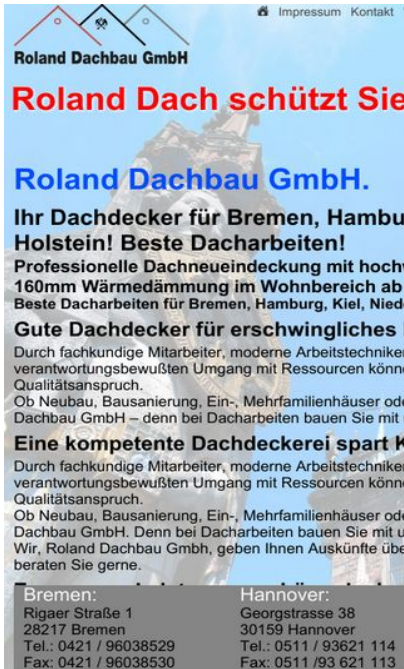 Impressum Kontakt
Roland Dachbau GmbH
Roland Dach schützt Sie
Roland Dachbau GmbH.
Ihr Dachdecker für Bremen, Hambu
Holstein! Beste Dacharbeiten!
Professionelle Dachneueindeckung mit hochw
160mm Wärmedämmung im Wohnbereich ab
Beste Dacharbeiten für Bremen, Hamburg, Kiel, Niede
Gute Dachdecker für erschwingliches
Durch fachkundige Mitarbeiter, moderne Arbeitstechniken
verantwortungsbewußten Umgang mit Ressourcen könne
Qualitätsanspruch.
Ob Neubau, Bausanierung, Ein-, Mehrfamilienhäuser ode
Dachbau GmbH – denn bei Dacharbeiten bauen Sie mit
Eine kompetente Dachdeckerei spart K
Durch fachkundige Mitarbeiter, moderne Arbeitstechniken
verantwortungsbewußten Umgang mit Ressourcen könne
Qualitätsanspruch.
Ob Neubau, Bausanierung, Ein-, Mehrfamilienhäuser ode
Dachbau GmbH. Denn bei Dacharbeiten bauen Sie mit u
Wir, Roland Dachbau Gmbh, geben Ihnen Auskünfte übe
beraten Sie gerne.
Bremen:
Rigaer Straße 1
28217 Bremen
Tel.: 0421 / 96038529
Fax: 0421 / 96038530
Hannover:
Georgstrasse 38
30159 Hannover
Tel.: 0511 / 93621 114
Fax: 0511 /93 621 113